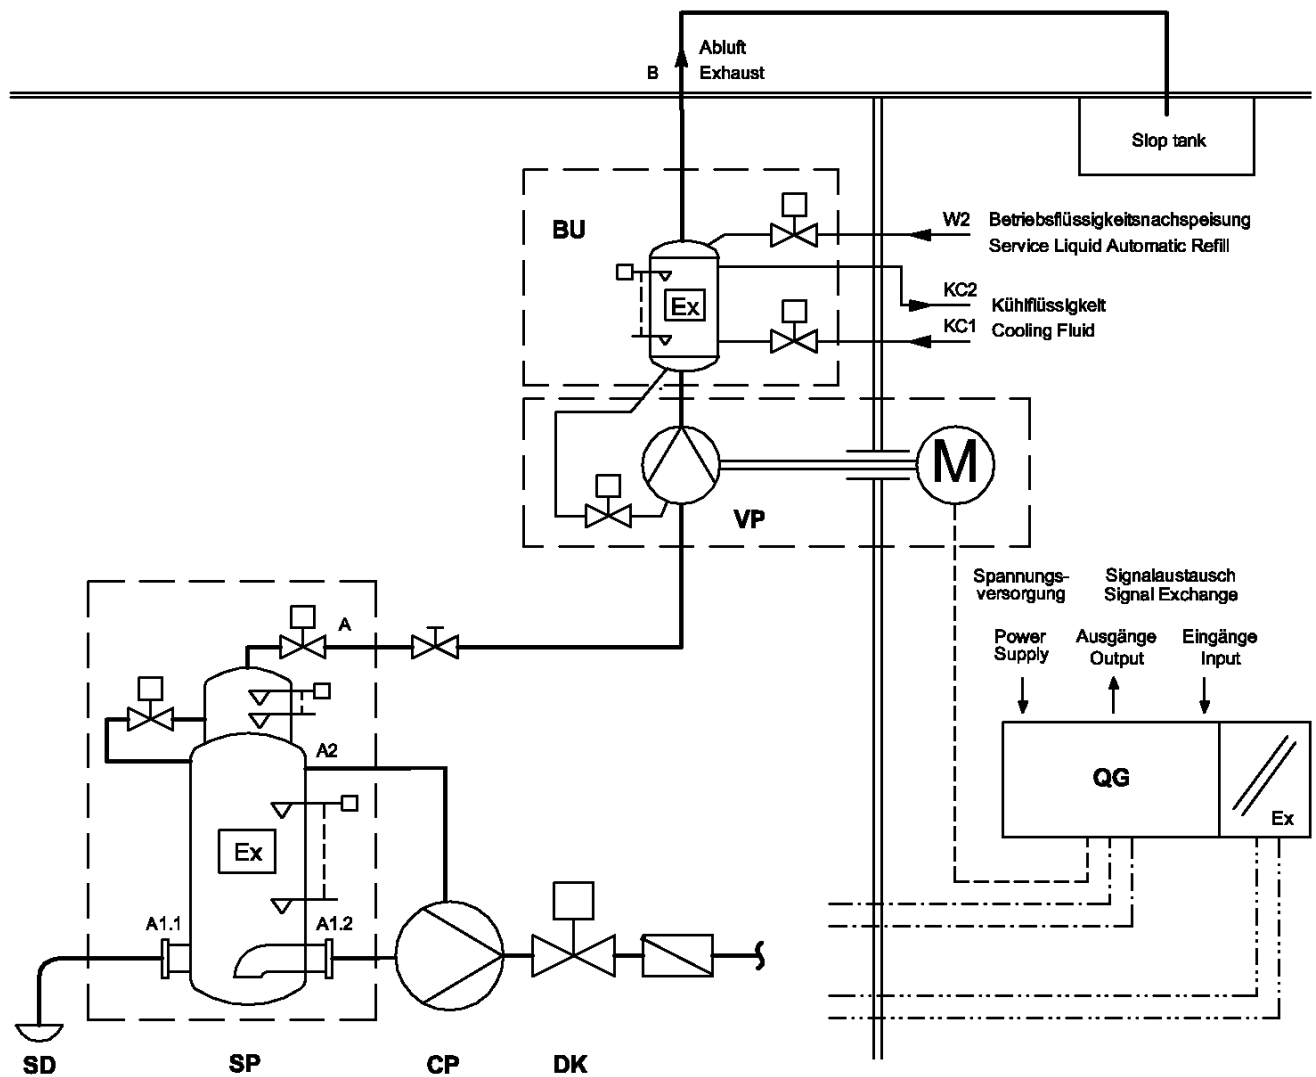 Abluft
B Exhaust
Slop tank
BU
W2 Betriebsflüssigkeitsnachspeisung
Service Liquid Automatic Refill
Ex
KC2
Kühlflüssigkeit
KC1 Cooling Fluid
M
VP
Spannungs-
versorgung
Signalaustausch
Signal Exchange
Power
Supply
Ausgänge
Output
Eingänge
Input
A
A2
QG
Ex
Ex
A1.1
A1.2
SD
SP
CP
DK